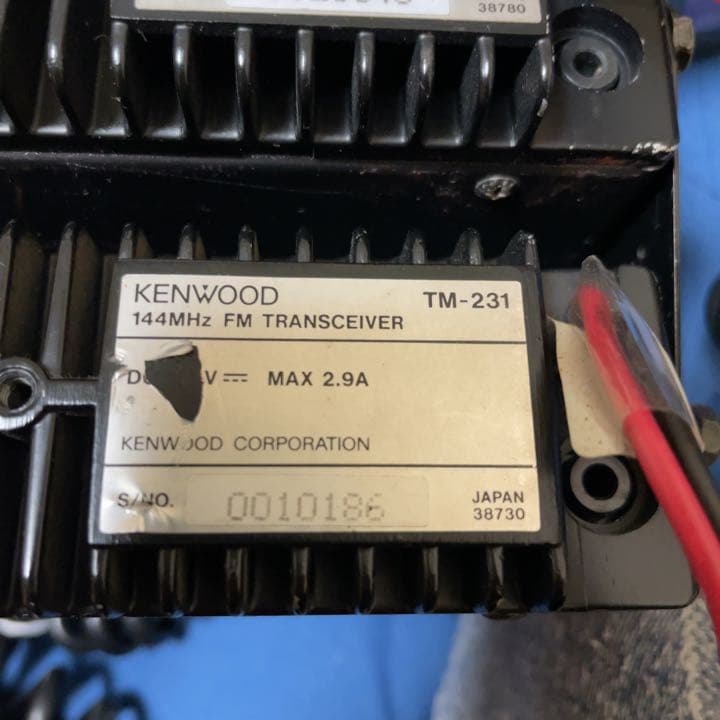 38780
KENWOOD TM-231
144MHz FM TRANSCEIVER
MAX 2.9A
KENWOOD CORPORATION
S/NO. 0010186 JAPAN
38730